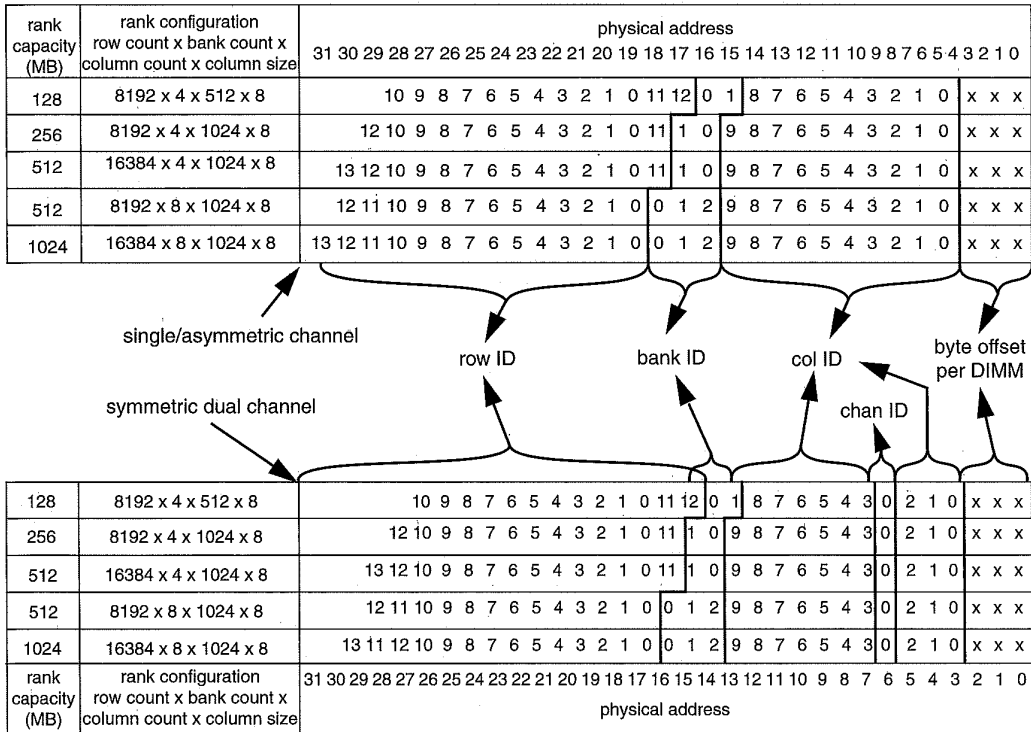 rank capacity (MB)
rank configuration row count x bank count x column count x column size
physical address
31 30 29 28 27 26 25 24 23 22 21 20 19 18 17 16 15 14 13 12 11 10 9 8 7 6 5 4 3 2 1 0
128 8192 x 4 x 512 x 8 10 9 8 7 6 5 4 3 2 1 0 11 12 0 1 8 7 6 5 4 3 2 1 0 x x x
256 8192 x 4 x 1024 x 8 12 10 9 8 7 6 5 4 3 2 1 0 11 1 0 9 8 7 6 5 4 3 2 1 0 x x x
512 16384 x 4 x 1024 x 8 13 12 10 9 8 7 6 5 4 3 2 1 0 11 1 0 9 8 7 6 5 4 3 2 1 0 x x x
512 8192 x 8 x 1024 x 8 12 11 10 9 8 7 6 5 4 3 2 1 0 0 1 2 9 8 7 6 5 4 3 2 1 0 x x x
1024 16384 x 8 x 1024 x 8 13 12 11 10 9 8 7 6 5 4 3 2 1 0 0 1 2 9 8 7 6 5 4 3 2 1 0 x x x
single/asymmetric channel
row ID
bank ID
col ID
byte offset per DIMM
symmetric dual channel
chan ID
128 8192 x 4 x 512 x 8 10 9 8 7 6 5 4 3 2 1 0 11 12 0 1 8 7 6 5 4 3 0 2 1 0 x x x
256 8192 x 4 x 1024 x 8 12 10 9 8 7 6 5 4 3 2 1 0 11 1 0 9 8 7 6 5 4 3 0 2 1 0 x x x
512 16384 x 4 x 1024 x 8 13 12 10 9 8 7 6 5 4 3 2 1 0 11 1 0 9 8 7 6 5 4 3 0 2 1 0 x x x
512 8192 x 8 x 1024 x 8 12 11 10 9 8 7 6 5 4 3 2 1 0 0 1 2 9 8 7 6 5 4 3 0 2 1 0 x x x
1024 16384 x 8 x 1024 x 8 13 11 12 10 9 8 7 6 5 4 3 2 1 0 0 1 2 9 8 7 6 5 4 3 0 2 1 0 x x x
rank capacity (MB)
rank configuration row count x bank count x column count x column size
31 30 29 28 27 26 25 24 23 22 21 20 19 18 17 16 15 14 13 12 11 10 9 8 7 6 5 4 3 2 1 0
physical address